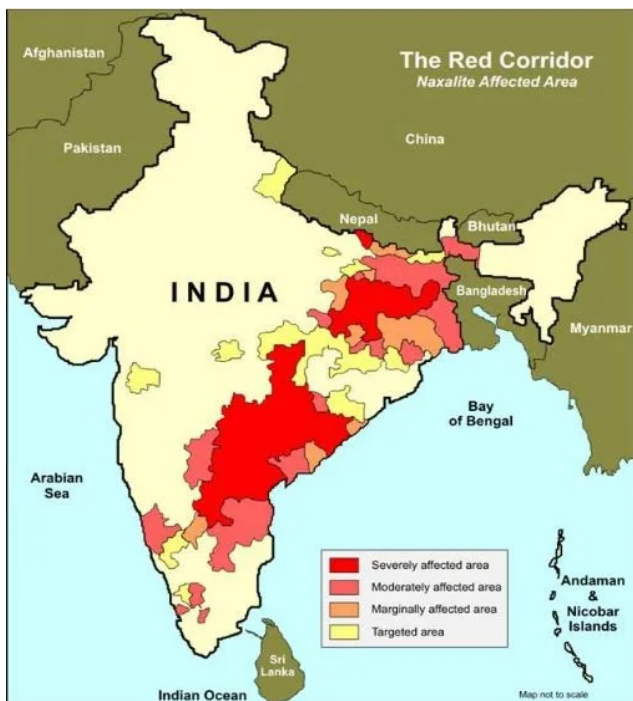 The Red Corridor
Naxalite Affected Area
Afghanistan
Pakistan
China
Nepal
Bhutan
INDIA
Bangladesh
Myanmar
Bay
of Bengal
Arabian
Sea
Severely affected area
Moderately affected area
Marginally affected area
Targeted area
Andaman
&
Nicobar
Islands
Sri
Lanka
Indian Ocean
Map not to scale